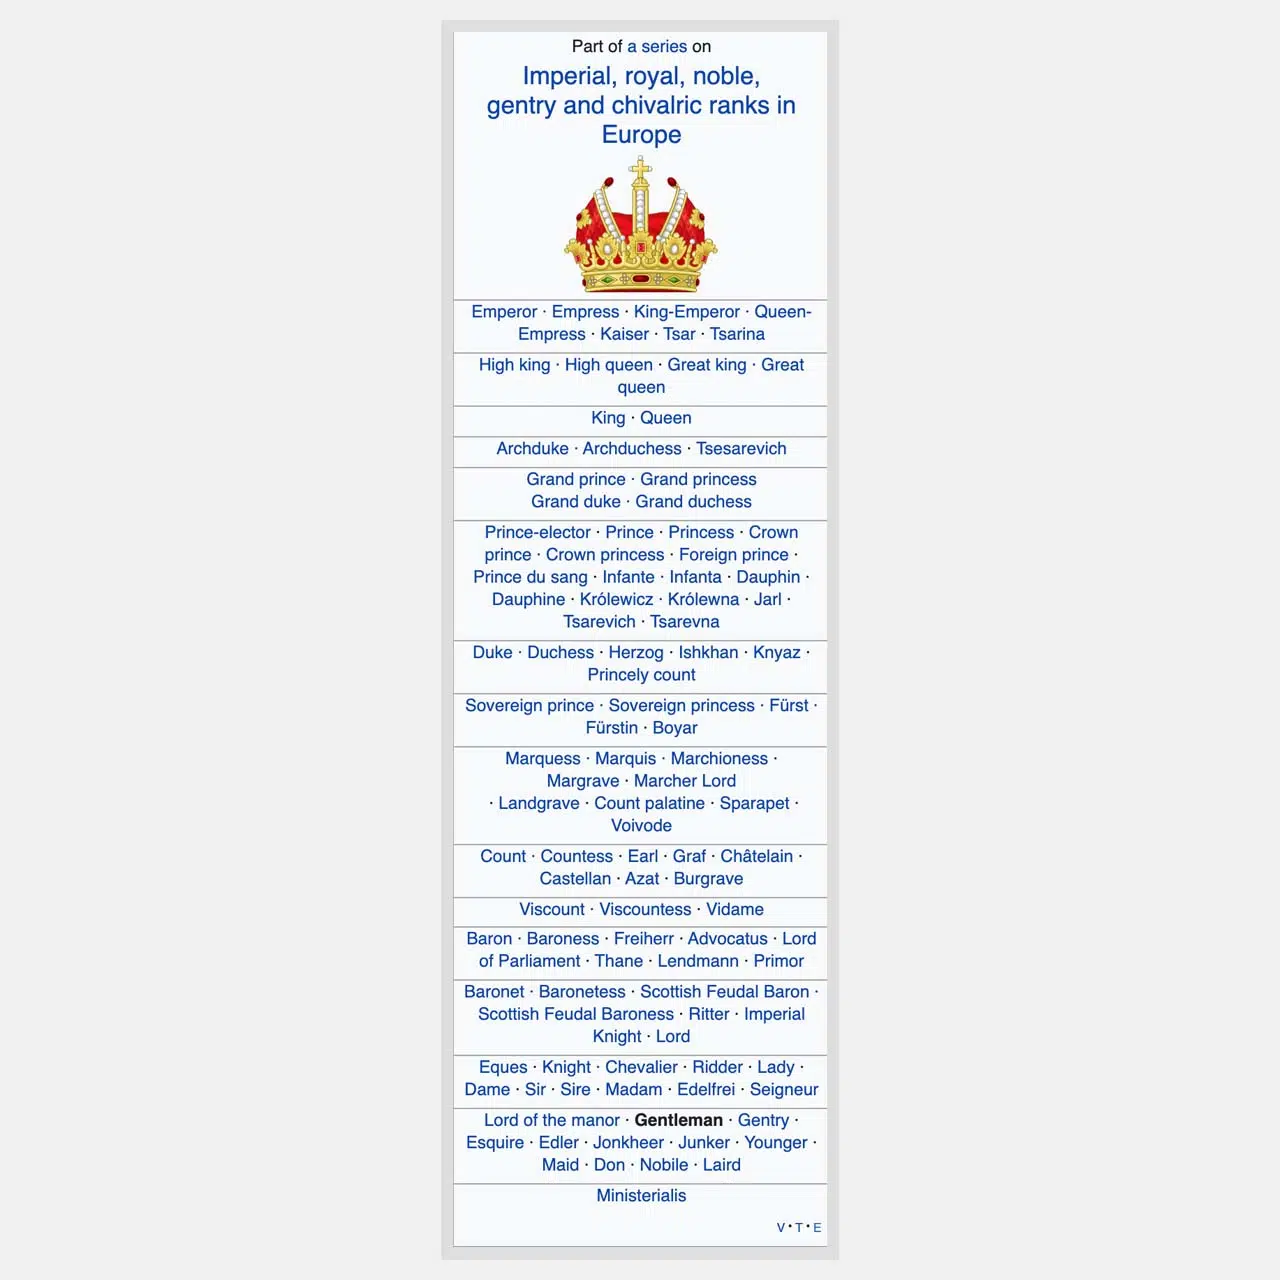 Part of a series on
Imperial, royal, noble,
gentry and chivalric ranks in
Europe
Emperor · Empress · King-Emperor · Queen-
Empress · Kaiser · Tsar · Tsarina
High king · High queen · Great king · Great
queen
King · Queen
Archduke · Archduchess · Tsesarevich
Grand prince · Grand princess
Grand duke · Grand duchess
Prince-elector · Prince · Princess · Crown
prince · Crown princess · Foreign prince ·
Prince du sang · Infante · Infanta · Dauphin ·
Dauphine · Królewicz · Królewna · Jarl ·
Tsarevich · Tsarevna
Duke · Duchess · Herzog · Ishkhan · Knyaz ·
Princely count
Sovereign prince · Sovereign princess · Fürst ·
Fürstin · Boyar
Marquess · Marquis · Marchioness ·
Margrave · Marcher Lord
· Landgrave · Count palatine · Sparapet ·
Voivode
Count · Countess · Earl · Graf · Châtelain ·
Castellan · Azat · Burgrave
Viscount · Viscountess · Vidame
Baron · Baroness · Freiherr · Advocatus · Lord
of Parliament · Thane · Lendmann · Primor
Baronet · Baronetess · Scottish Feudal Baron ·
Scottish Feudal Baroness · Ritter · Imperial
Knight · Lord
Eques · Knight · Chevalier · Ridder · Lady ·
Dame · Sir · Sire · Madam · Edelfrei · Seigneur
Lord of the manor · Gentleman · Gentry ·
Esquire · Edler · Jonkheer · Junker · Younger ·
Maid · Don · Nobile · Laird
Ministerialis
V · T · E